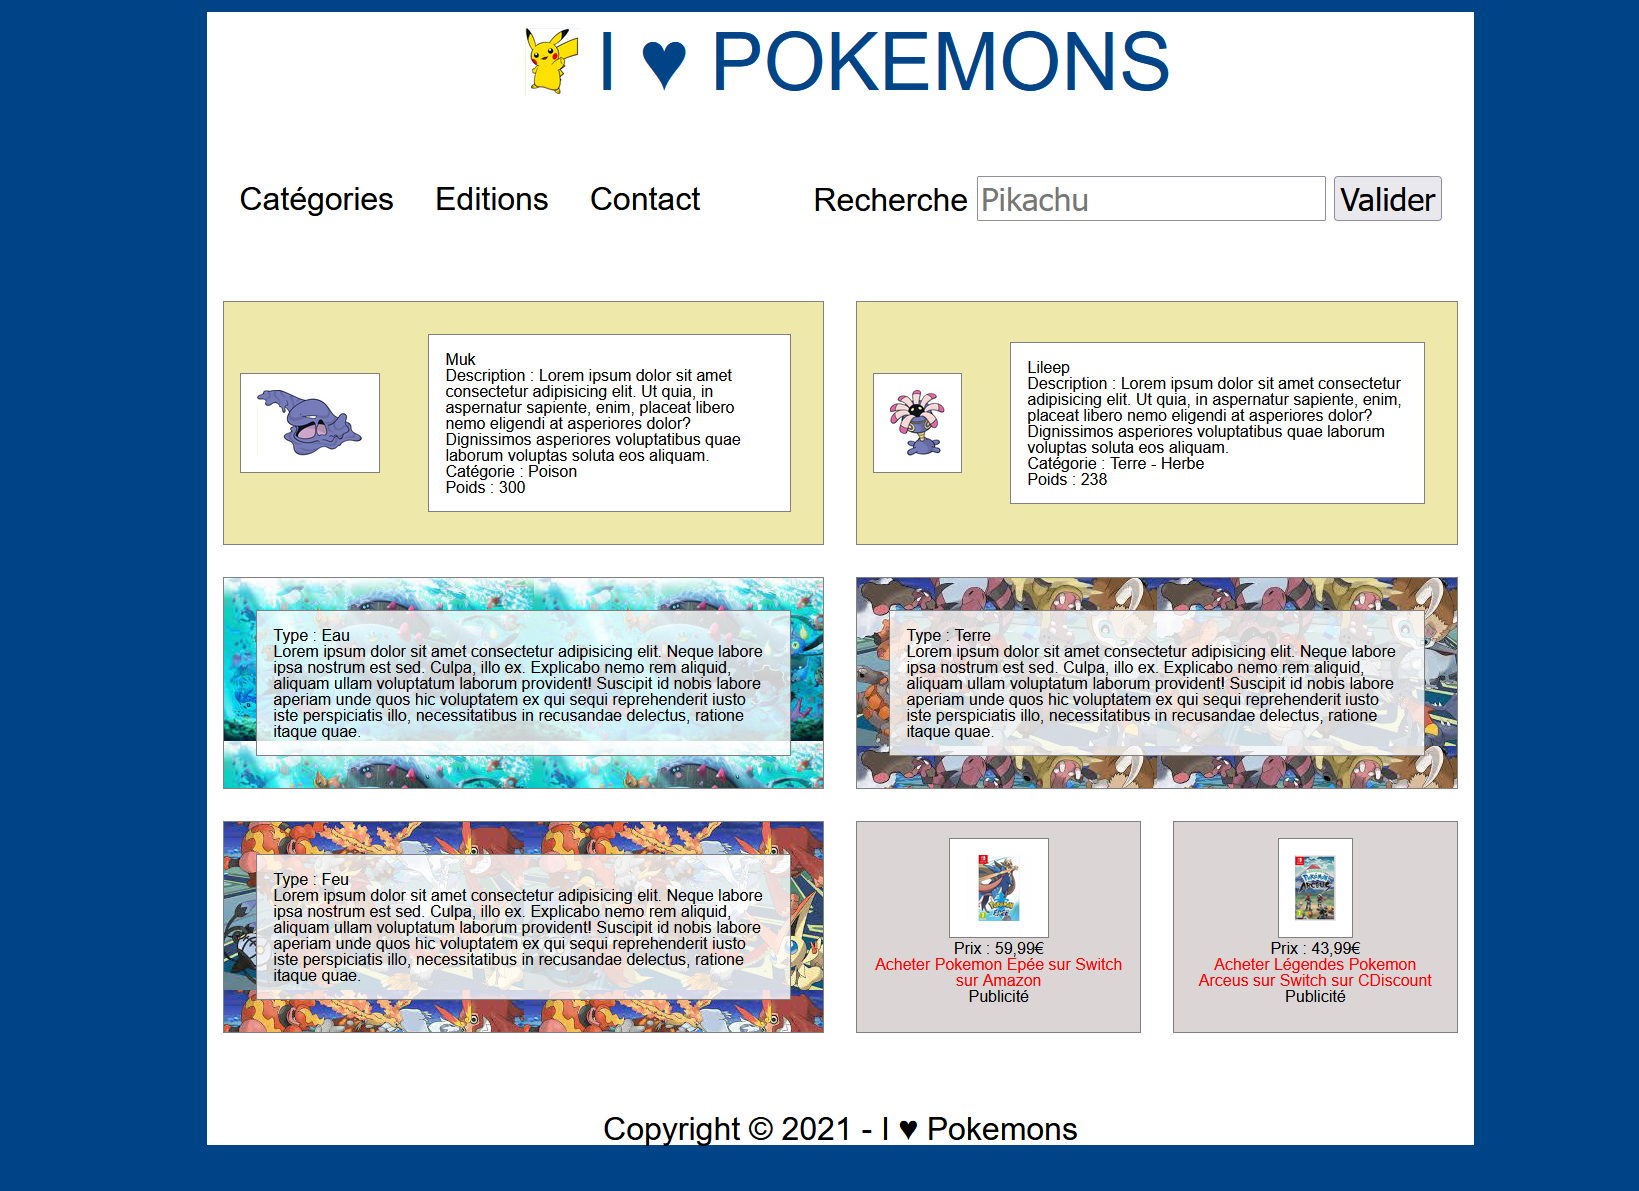 I ♥ POKEMONS
Catégories Editions Contact Recherche Pikachu Valider
Muk
Description : Lorem ipsum dolor sit amet
consectetur adipisicing elit. Ut quia, in
aspernatur sapiente, enim, placeat libero
nemo eligendi at asperiores dolor?
Dignissimos asperiores voluptatibus quae
laborum voluptas soluta eos aliquam.
Catégorie : Poison
Poids : 300
Lileep
Description : Lorem ipsum dolor sit amet consectetur
adipisicing elit. Ut quia, in aspernatur sapiente, enim,
placeat libero nemo eligendi at asperiores dolor?
Dignissimos asperiores voluptatibus quae laborum
voluptas soluta eos aliquam.
Catégorie : Terre - Herbe
Poids : 238
Type : Eau
Lorem ipsum dolor sit amet consectetur adipisicing elit. Neque labore
ipsa nostrum est sed. Culpa, illo ex. Explicabo nemo rem aliquid,
aliquam ullam voluptatum laborum provident! Suscipit id nobis labore
aperiam unde quos hic voluptatem ex qui sequi reprehenderit iusto
iste perspiciatis illo, necessitatibus in recusandae delectus, ratione
itaque quae.
Type : Terre
Lorem ipsum dolor sit amet consectetur adipisicing elit. Neque labore
ipsa nostrum est sed. Culpa, illo ex. Explicabo nemo rem aliquid,
aliquam ullam voluptatum laborum provident! Suscipit id nobis labore
aperiam unde quos hic voluptatem ex qui sequi reprehenderit iusto
iste perspiciatis illo, necessitatibus in recusandae delectus, ratione
itaque quae.
Type : Feu
Lorem ipsum dolor sit amet consectetur adipisicing elit. Neque labore
ipsa nostrum est sed. Culpa, illo ex. Explicabo nemo rem aliquid,
aliquam ullam voluptatum laborum provident! Suscipit id nobis labore
aperiam unde quos hic voluptatem ex qui sequi reprehenderit iusto
iste perspiciatis illo, necessitatibus in recusandae delectus, ratione
itaque quae.
Prix : 59,99€
Acheter Pokemon Epée sur Switch
sur Amazon
Publicité
Prix : 43,99€
Acheter Légendes Pokemon
Arceus sur Switch sur CDiscount
Publicité
Copyright © 2021 - I ♥ Pokemons